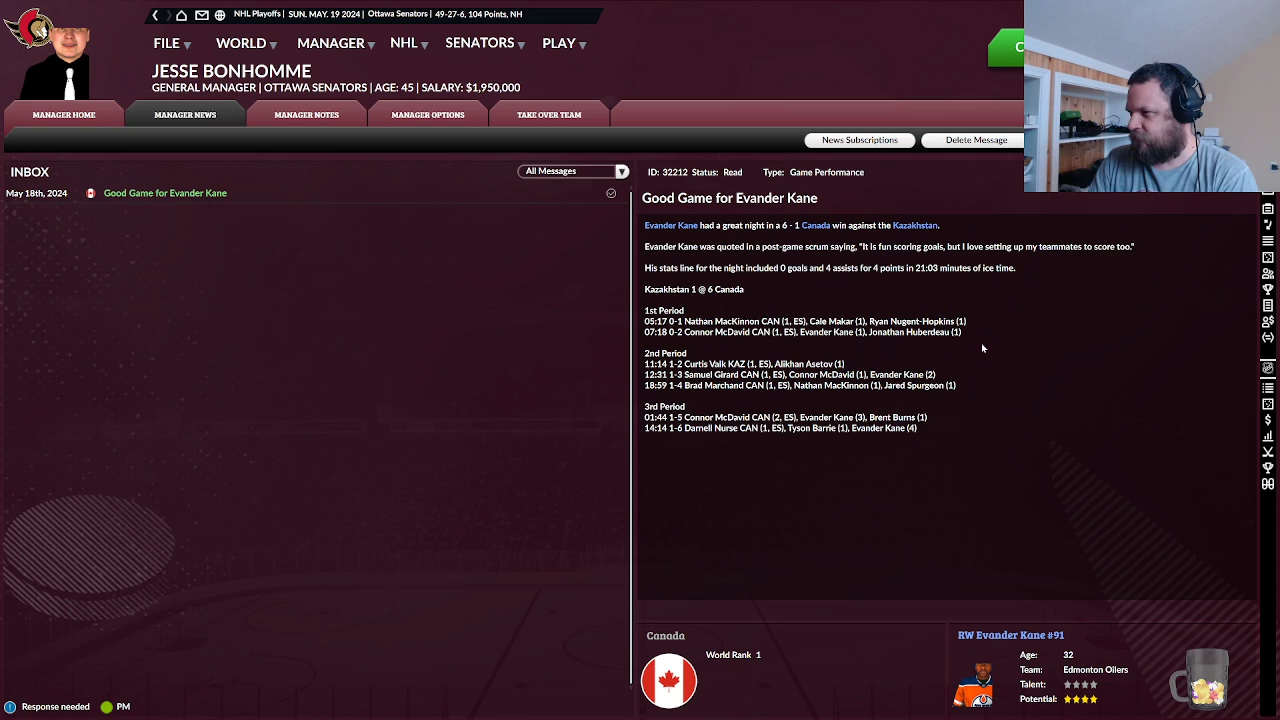 NHL Playoffs | SUN. MAY. 19 2024 | Ottawa Senators | 49-27-6, 104 Points, NH
FILE WORLD MANAGER NHL SENATORS PLAY
JESSE BONHOMME
GENERAL MANAGER | OTTAWA SENATORS | AGE: 45 | SALARY: $1,950,000
MANAGER HOME MANAGER NEWS MANAGER NOTES MANAGER OPTIONS TAKE OVER TEAM
News Subscriptions Delete Message
INBOX All Messages
May 18th, 2024 Good Game for Evander Kane
ID: 32212 Status: Read Type: Game Performance
Good Game for Evander Kane
Evander Kane had a great night in a 6 - 1 Canada win against the Kazakhstan.
Evander Kane was quoted in a post-game scrum saying, "It is fun scoring goals, but I love setting up my teammates to score too."
His stats line for the night included 0 goals and 4 assists for 4 points in 21:03 minutes of ice time.
Kazakhstan 1 @ 6 Canada
1st Period
05:17 0-1 Nathan MacKinnon CAN (1, ES), Cale Makar (1), Ryan Nugent-Hopkins (1)
07:18 0-2 Connor McDavid CAN (1, ES), Evander Kane (1), Jonathan Huberdeau (1)
2nd Period
11:14 1-2 Curtis Valk KAZ (1, ES), Alikhan Asetov (1)
12:31 1-3 Samuel Girard CAN (1, ES), Connor McDavid (1), Evander Kane (2)
18:59 1-4 Brad Marchand CAN (1, ES), Nathan MacKinnon (1), Jared Spurgeon (1)
3rd Period
01:44 1-5 Connor McDavid CAN (2, ES), Evander Kane (3), Brent Burns (1)
14:14 1-6 Darnell Nurse CAN (1, ES), Tyson Barrie (1), Evander Kane (4)
Canada
World Rank 1
RW Evander Kane #91
Age: 32
Team: Edmonton Oilers
Talent:
Potential:
Response needed PM